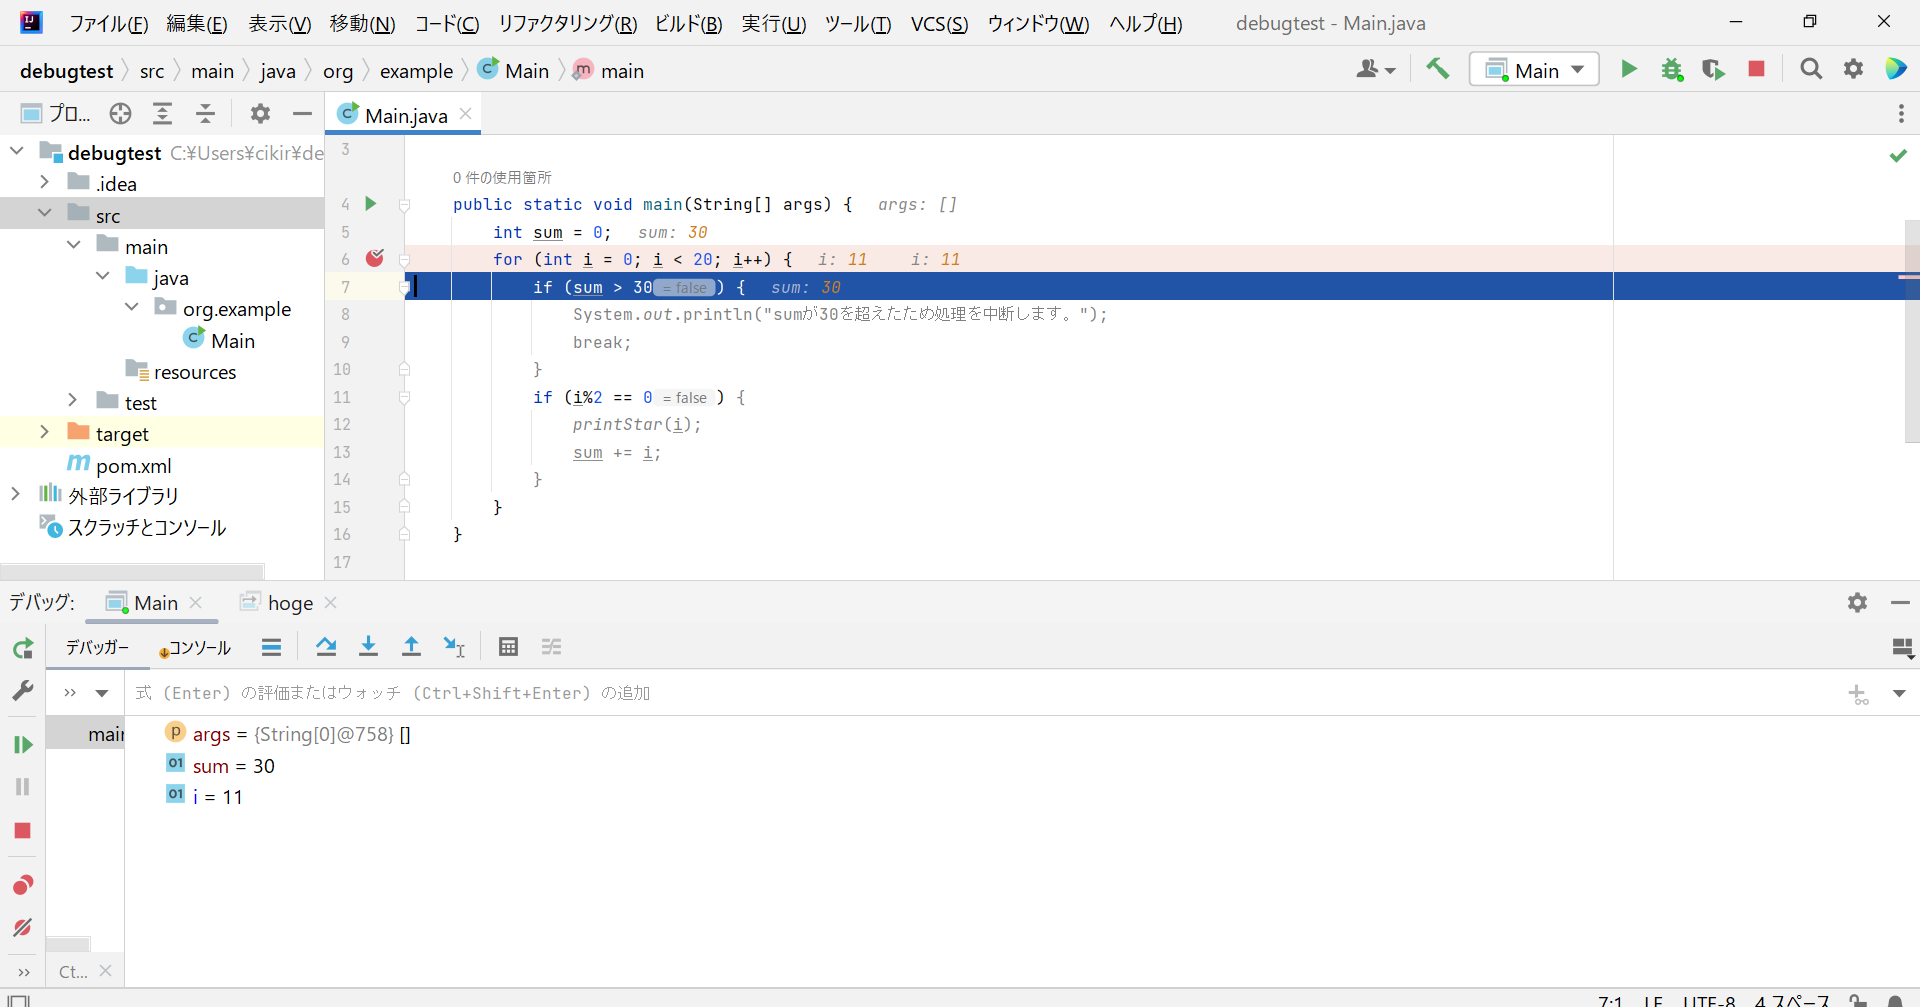 ファイル(F) 編集(E) 表示(V) 移動(N) コード(C) リファクタリング(R) ビルド(B) 実行(U) ツール(T) VCS(S) ウィンドウ(W) ヘルプ(H) debugtest - Main.java
debugtest src main java org example Main main
Main
プロ...
Main.java
debugtest C:¥Users¥cikir¥de
.idea
src
main
java
org.example
Main
resources
test
target
pom.xml
外部ライブラリ
スクラッチとコンソール
3
0 件の使用箇所
4 public static void main(String[] args) { args: []
5 int sum = 0; sum: 30
6 for (int i = 0; i < 20; i++) { i: 11 i: 11
7 if (sum > 30 = false ) { sum: 30
8 System.out.println("sumが30を超えたため処理を中断します。");
9 break;
10 }
11 if (i%2 == 0 = false ) {
12 printStar(i);
13 sum += i;
14 }
15 }
16 }
17
デバッグ: Main hoge
デバッガー コンソール
式 (Enter) の評価またはウォッチ (Ctrl+Shift+Enter) の追加
main
args = {String[0]@758} []
sum = 30
i = 11
Ct...
7:1 LF UTF-8 4 スペース